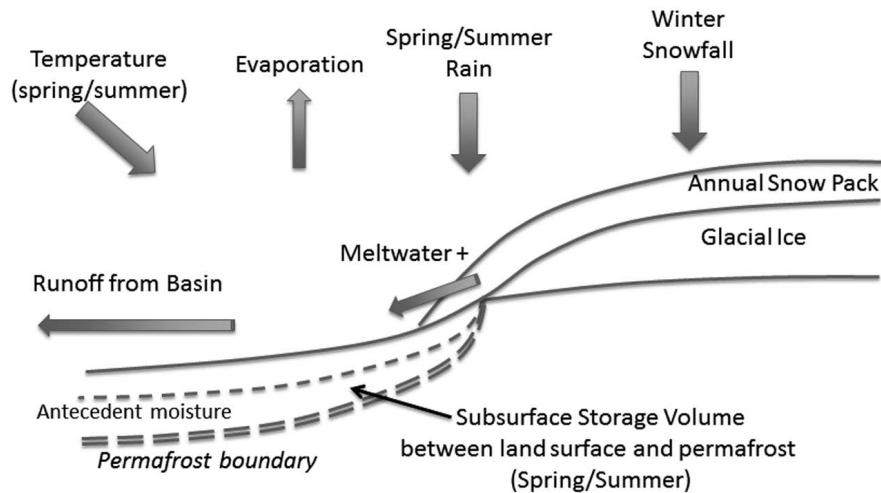 Temperature
(spring/summer)
Evaporation
Spring/Summer
Rain
Winter
Snowfall
Annual Snow Pack
Glacial Ice
Meltwater +
Runoff from Basin
Antecedent moisture
Permafrost boundary
Subsurface Storage Volume
between land surface and permafrost
(Spring/Summer)